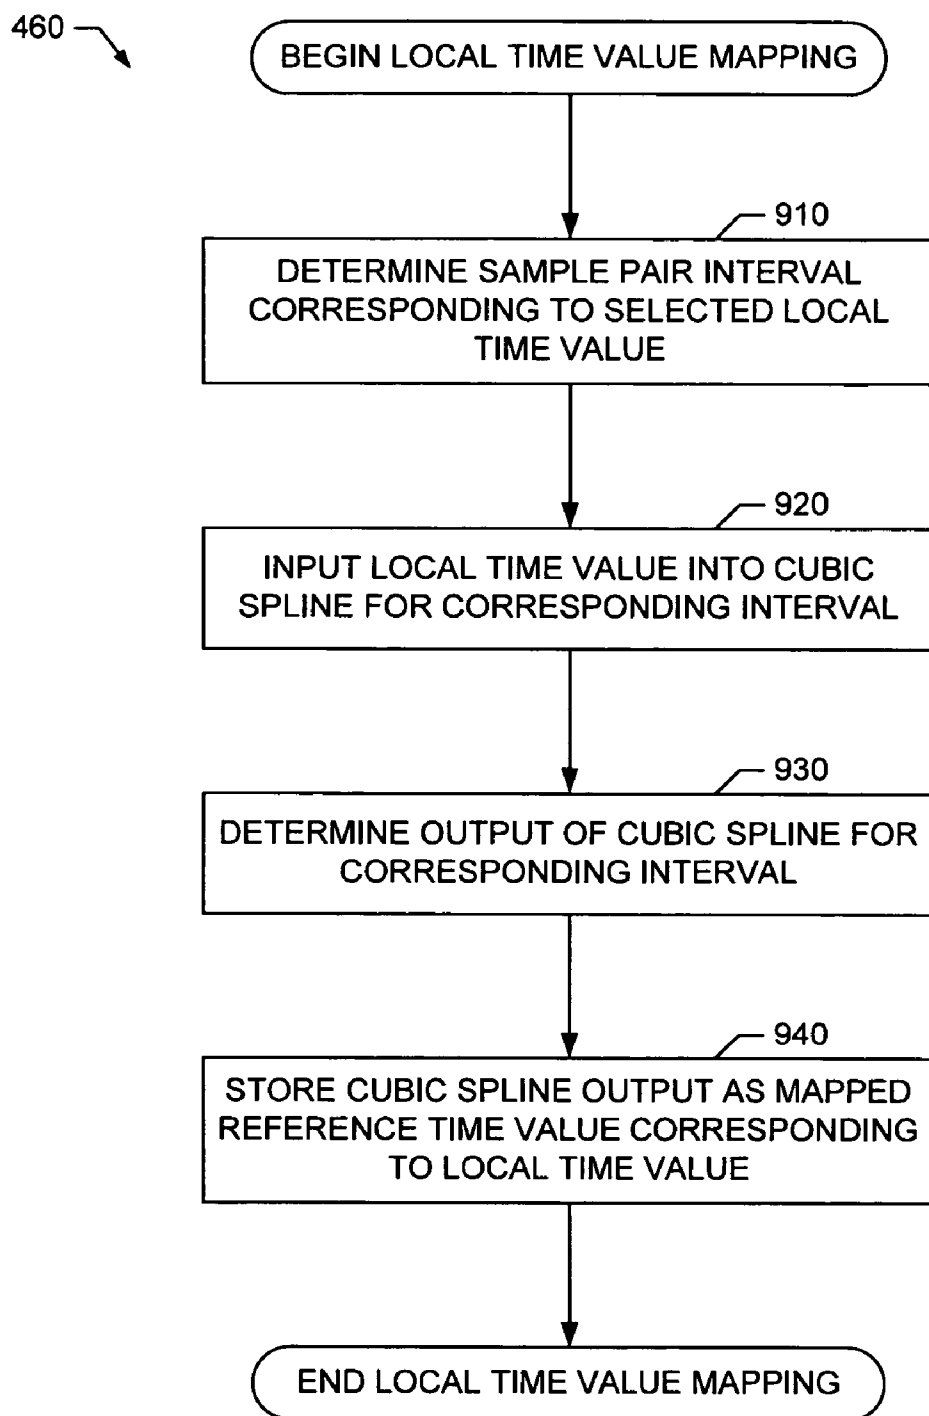 460
BEGIN LOCAL TIME VALUE MAPPING
910
DETERMINE SAMPLE PAIR INTERVAL
CORRESPONDING TO SELECTED LOCAL
TIME VALUE
920
INPUT LOCAL TIME VALUE INTO CUBIC
SPLINE FOR CORRESPONDING INTERVAL
930
DETERMINE OUTPUT OF CUBIC SPLINE FOR
CORRESPONDING INTERVAL
940
STORE CUBIC SPLINE OUTPUT AS MAPPED
REFERENCE TIME VALUE CORRESPONDING
TO LOCAL TIME VALUE
END LOCAL TIME VALUE MAPPING